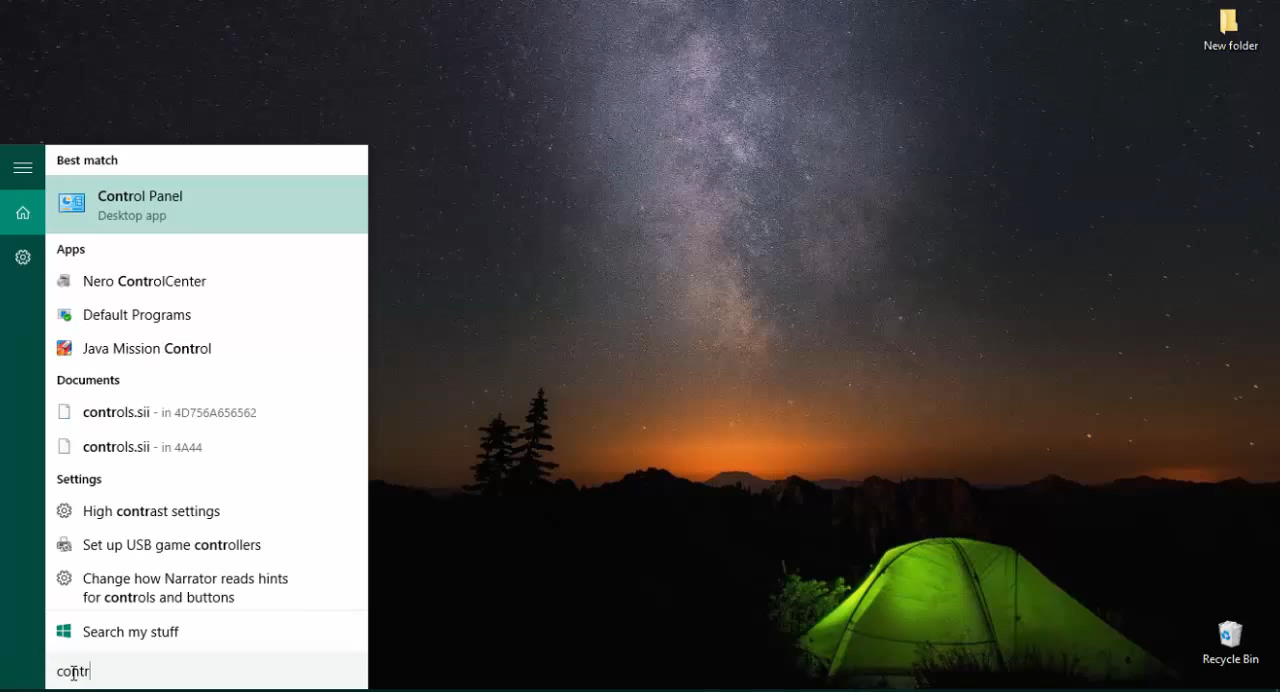 New folder
Best match
Control Panel
Desktop app
Apps
Nero ControlCenter
Default Programs
Java Mission Control
Documents
controls.sii - in 4D756A656562
controls.sii - in 4A44
Settings
High contrast settings
Set up USB game controllers
Change how Narrator reads hints
for controls and buttons
Search my stuff
contr
Recycle Bin